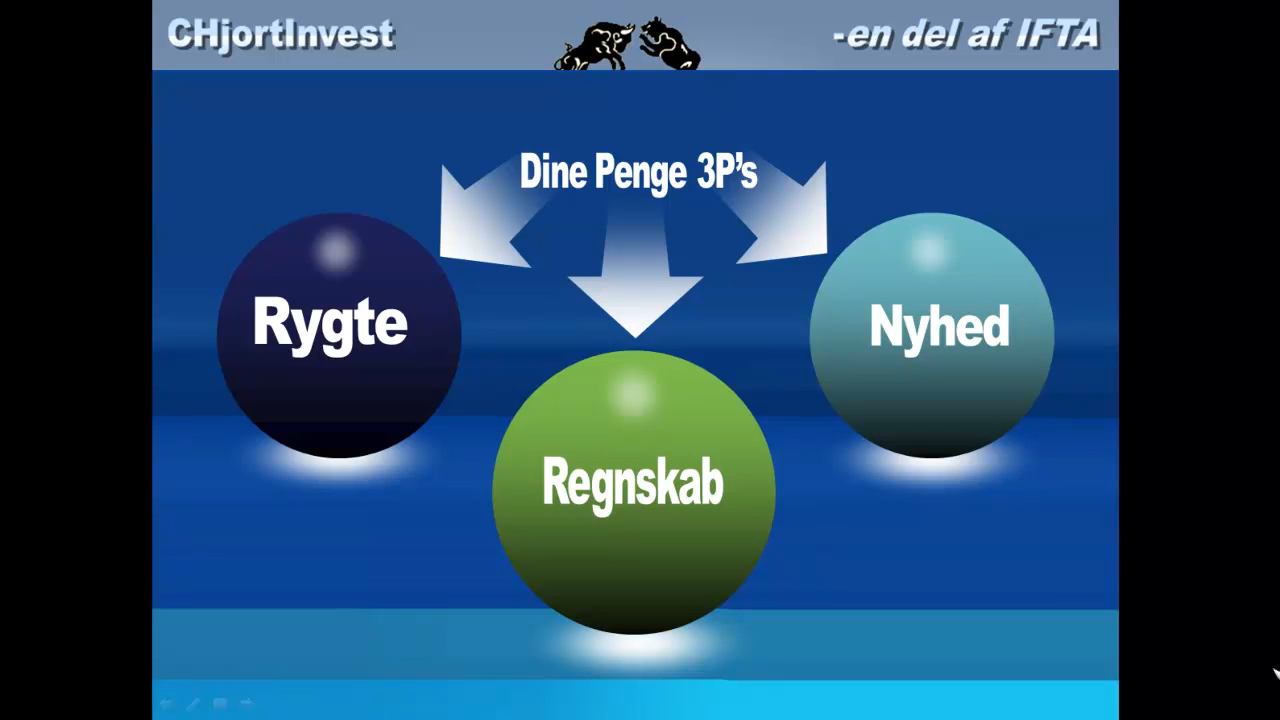 CHjortInvest
-en del af IFTA
Dine Penge 3P's
Rygte
Nyhed
Regnskab